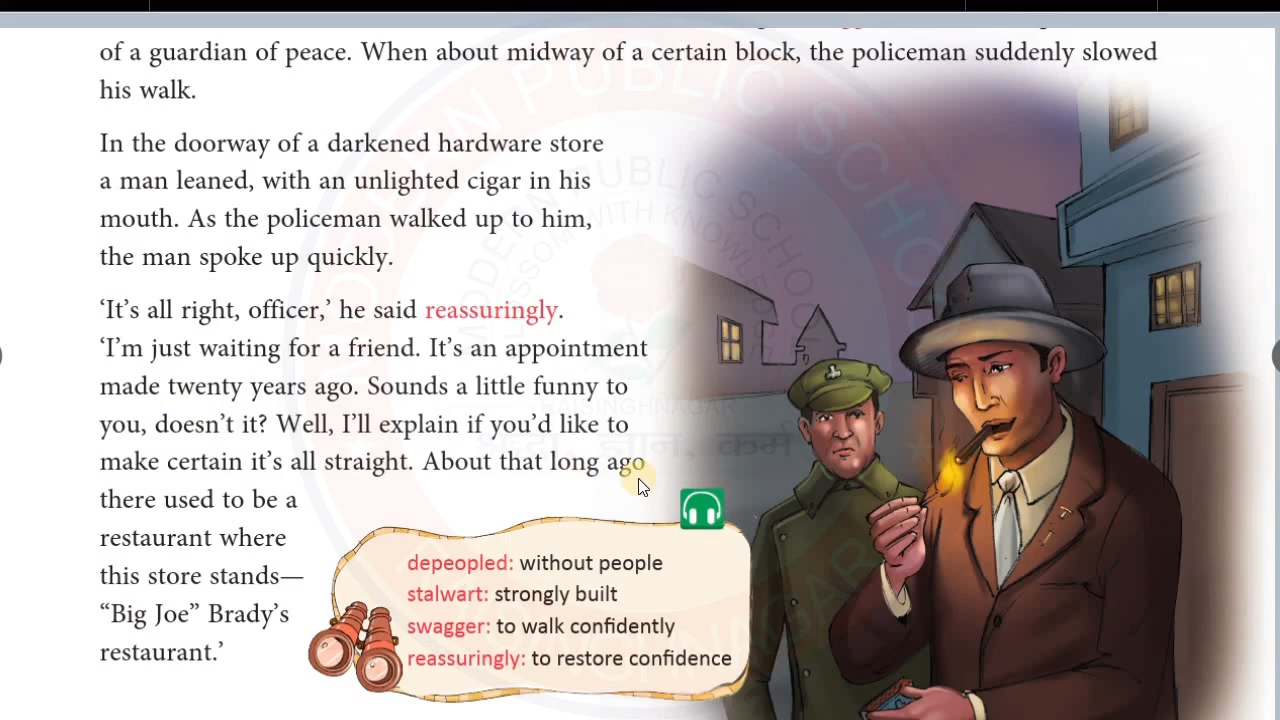 of a guardian of peace. When about midway of a certain block, the policeman suddenly slowed
his walk.
In the doorway of a darkened hardware store
a man leaned, with an unlighted cigar in his
mouth. As the policeman walked up to him,
the man spoke up quickly.
‘It’s all right, officer,’ he said reassuringly.
‘I’m just waiting for a friend. It’s an appointment
made twenty years ago. Sounds a little funny to
you, doesn’t it? Well, I’ll explain if you’d like to
make certain it’s all straight. About that long ago
there used to be a
restaurant where
this store stands—
“Big Joe” Brady’s
restaurant.’
depeopled: without people
stalwart: strongly built
swagger: to walk confidently
reassuringly: to restore confidence